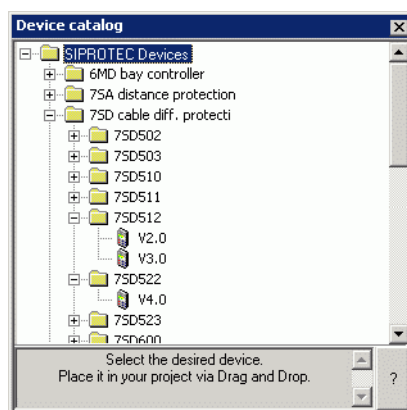 Device catalog
SIPROTEC Devices
6MD bay controller
7SA distance protection
7SD cable diff. protecti
7SD502
7SD503
7SD510
7SD511
7SD512
V2.0
V3.0
7SD522
V4.0
7SD523
7SD600
Select the desired device.
Place it in your project via Drag and Drop.
?